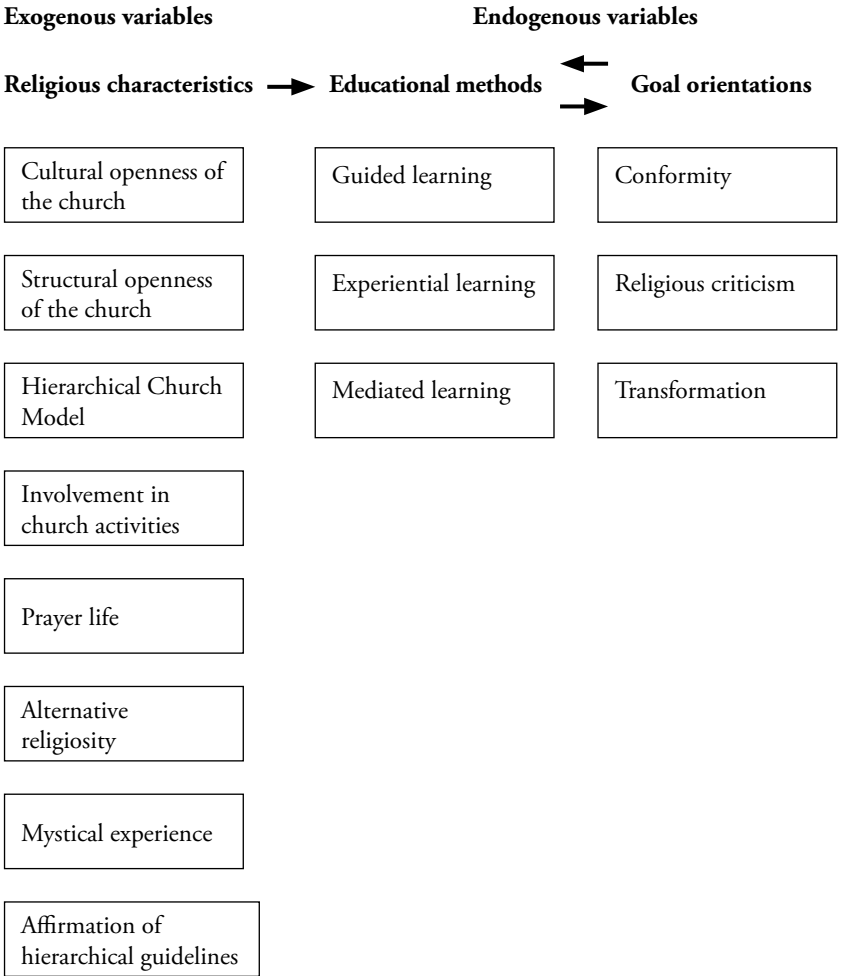 Exogenous variables
Endogenous variables
Religious characteristics
Educational methods
Goal orientations
Cultural openness of
the church
Guided learning
Conformity
Structural openness
of the church
Experiential learning
Religious criticism
Hierarchical Church
Model
Mediated learning
Transformation
Involvement in
church activities
Prayer life
Alternative
religiosity
Mystical experience
Affirmation of
hierarchical guidelines